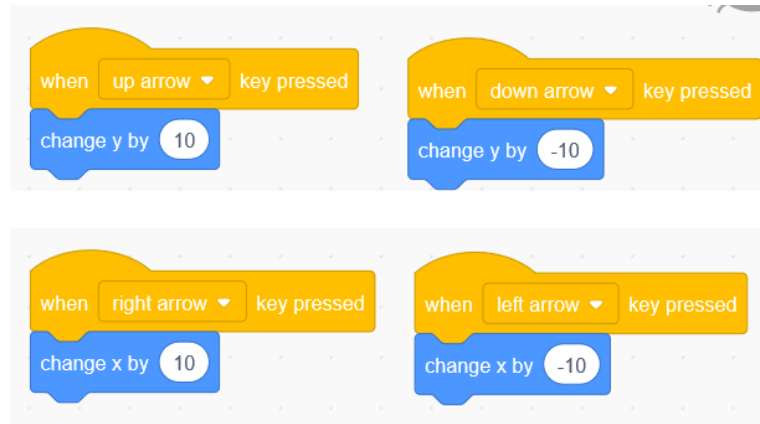 when up arrow key pressed
change y by 10
when down arrow key pressed
change y by -10
when right arrow key pressed
change x by 10
when left arrow key pressed
change x by -10